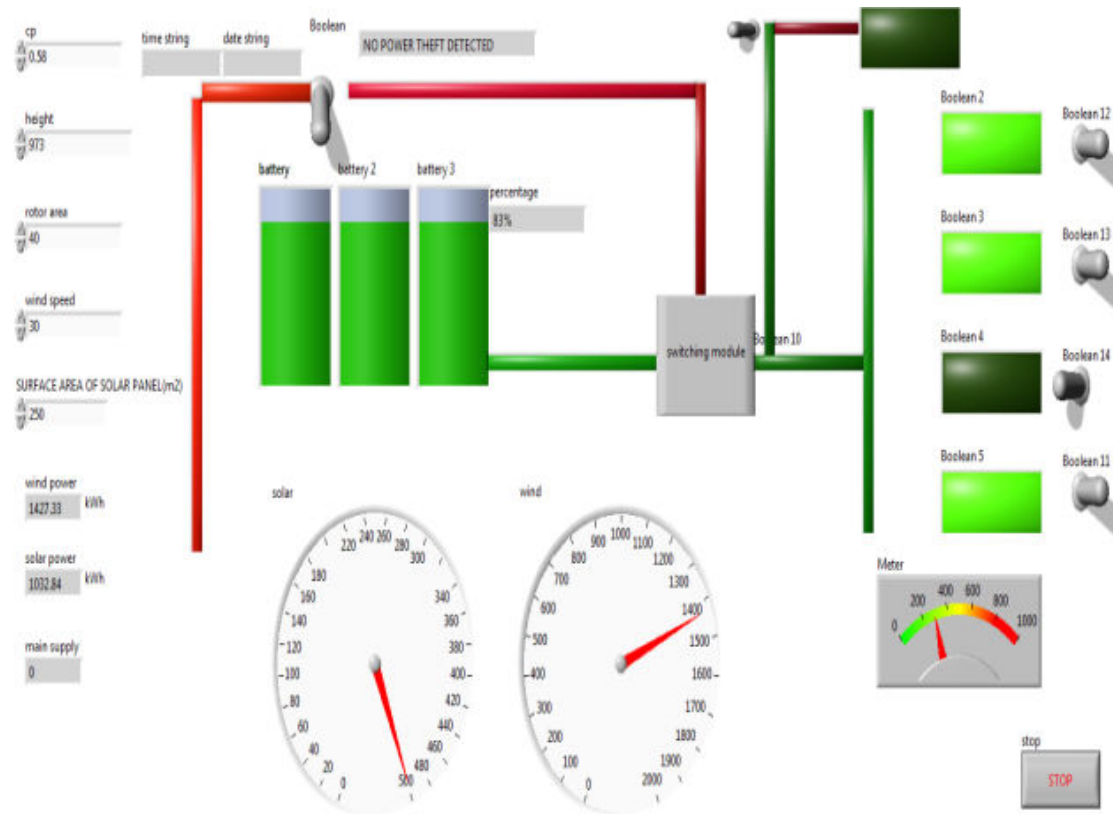 cp
0.58
time string
date string
Boolean
NO POWER THEFT DETECTED
height
973
rotor area
40
wind speed
30
SURFACE AREA OF SOLAR PANEL(m2)
250
wind power
1427.33 kWh
solar power
1032.84 kWh
main supply
0
battery
battery 2
battery 3
percentage
83%
switching module
Boolean 10
Boolean 2
Boolean 12
Boolean 3
Boolean 13
Boolean 4
Boolean 14
Boolean 5
Boolean 11
solar
0
20
40
60
80
100
120
140
160
180
220
240
260
280
300
340
360
380
400
420
440
460
480
500
wind
0
100
200
300
400
500
600
700
800
900
1000
1100
1200
1300
1400
1500
1600
1700
1800
1900
2000
Meter
0
200
400
600
800
1000
stop
STOP